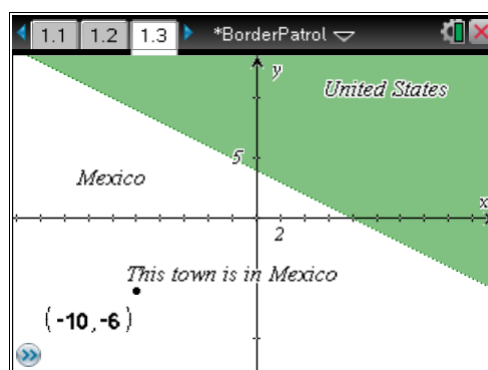 1.1 1.2 1.3 *BorderPatrol
y
United States
5
Mexico
x
2
This town is in Mexico
(-10,-6)